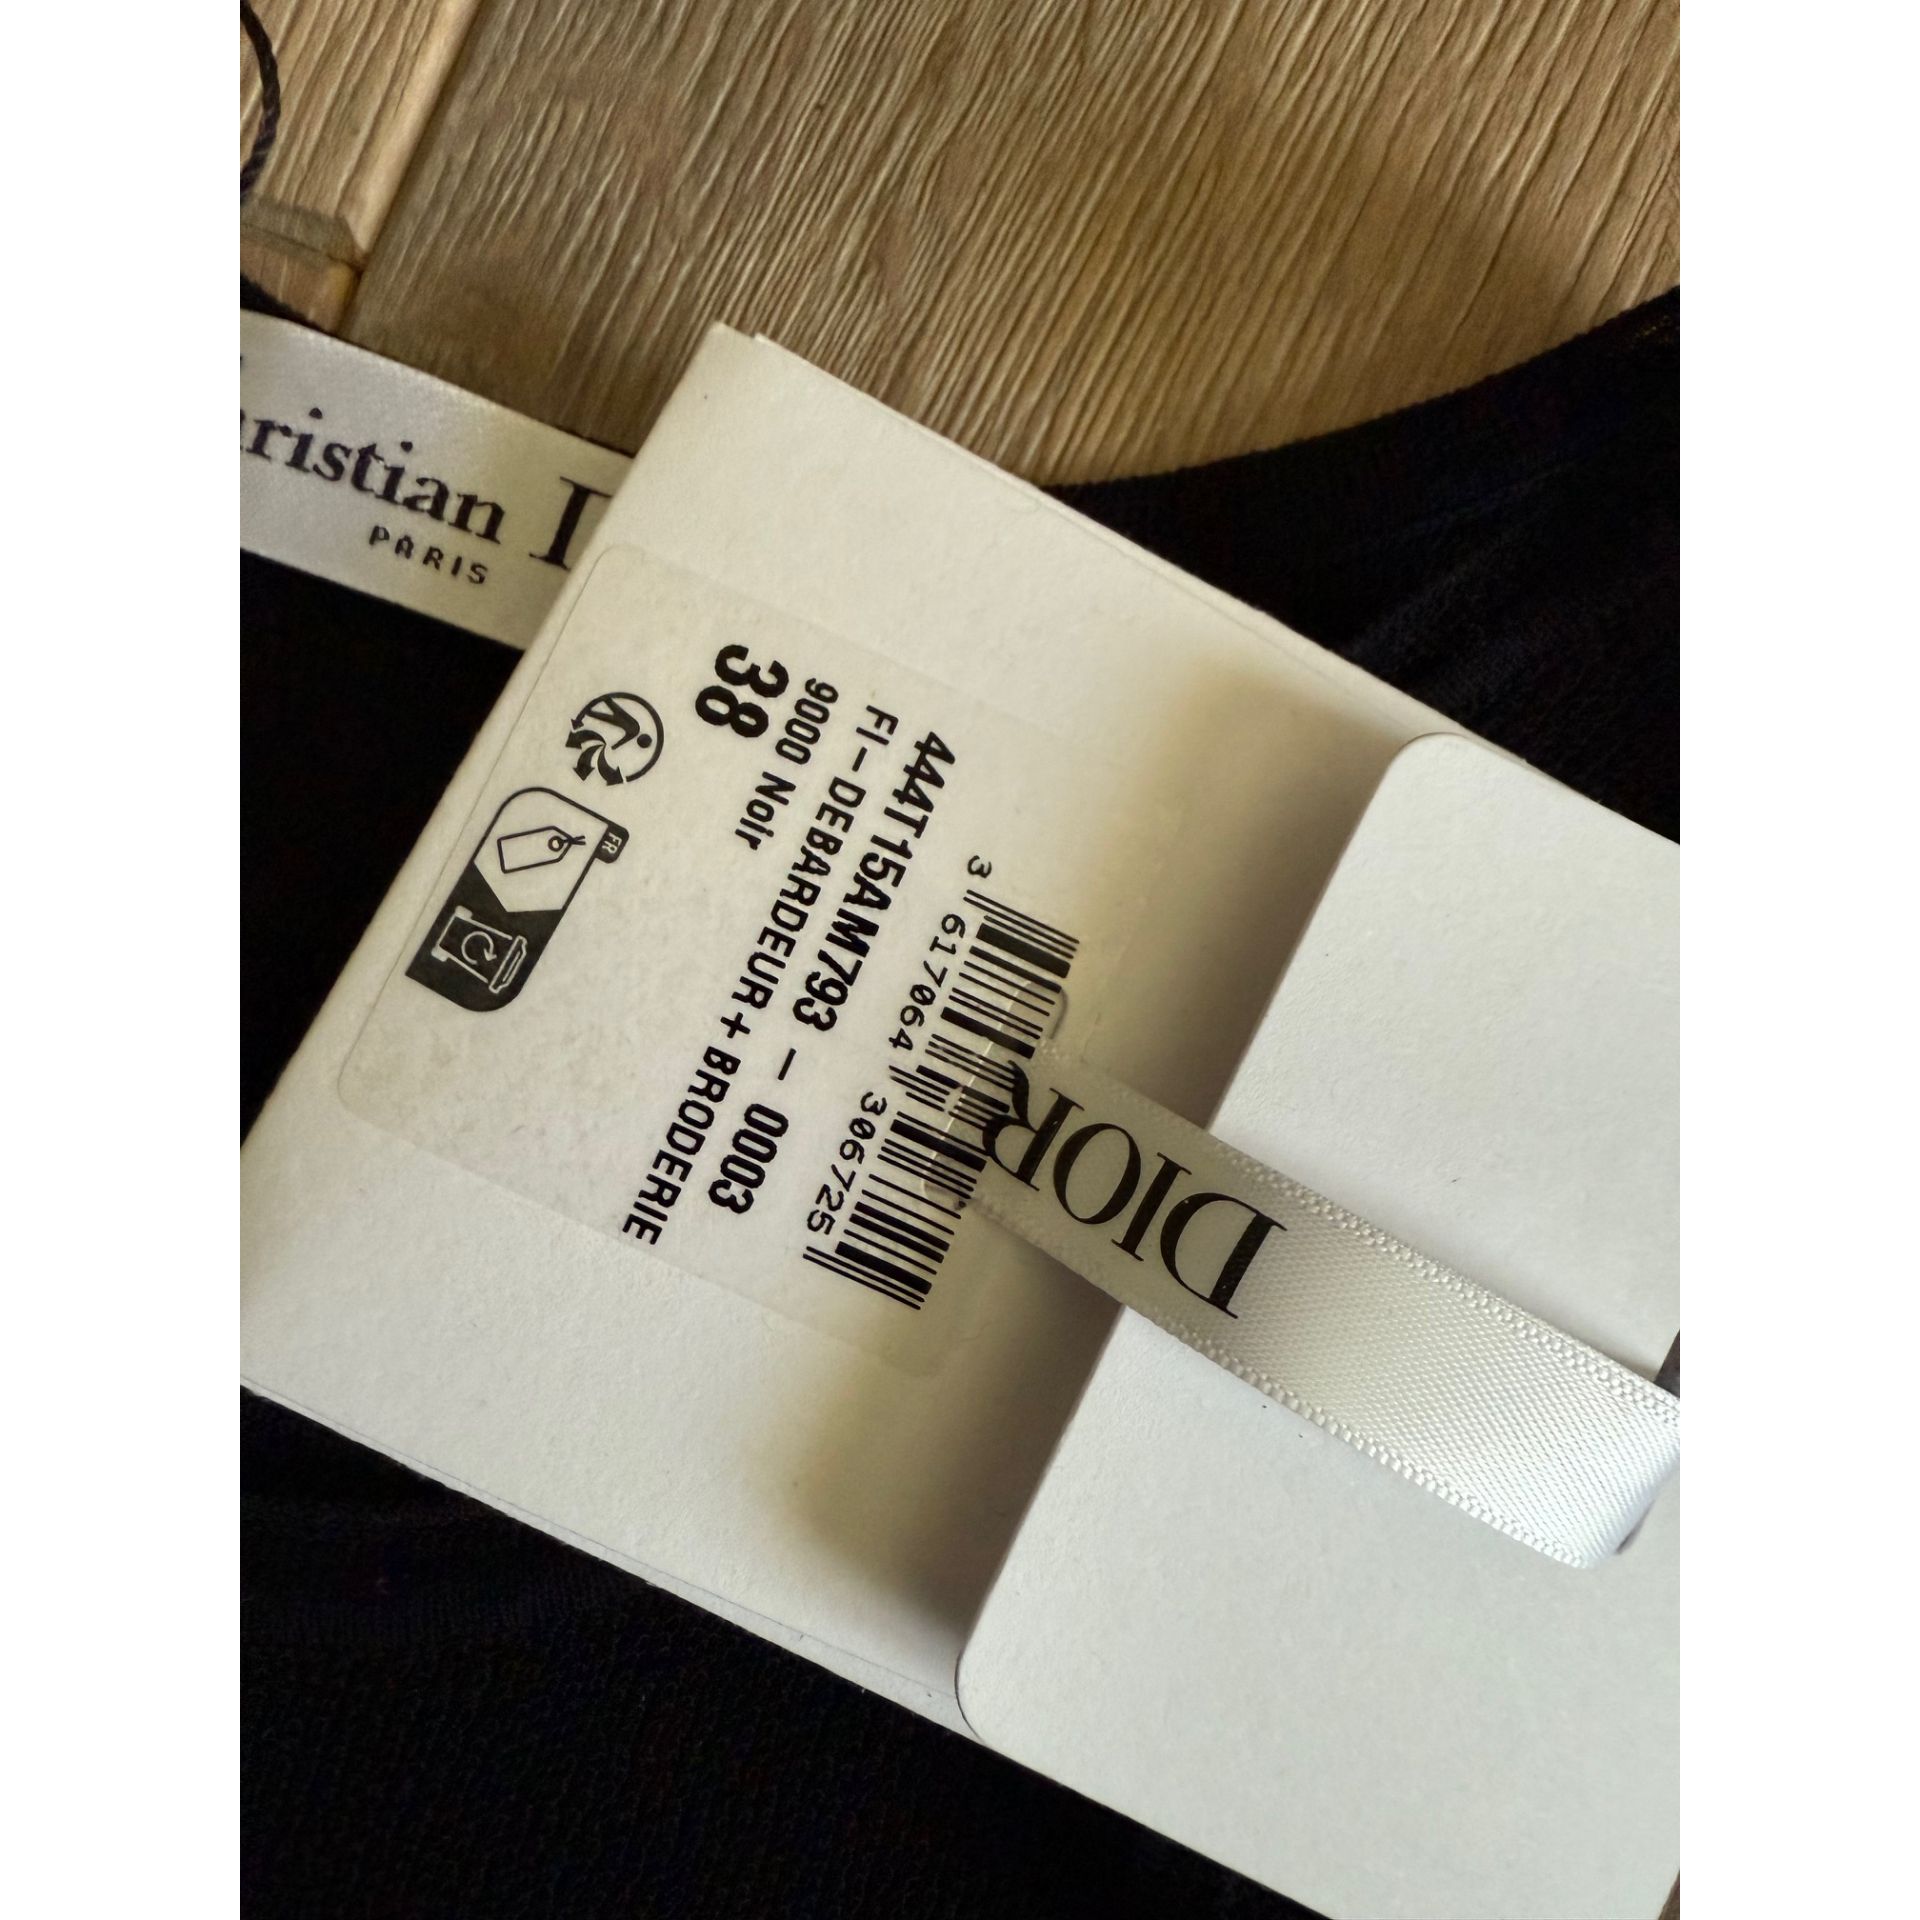 ristian
PARIS
3 617064 306725
444T15AM793 - 0003
FI-DEBARDEUR+BRODERIE
9000 Noir
38
FR
DIOR